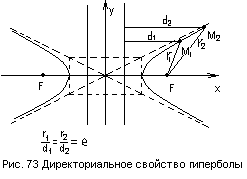 y
d₂
d₁
r₁
r₂
M₁
M₂
F
F
x
r₁/d₁ = r₂/d₂ = e
Рис. 73 Директориальное свойство гиперболы